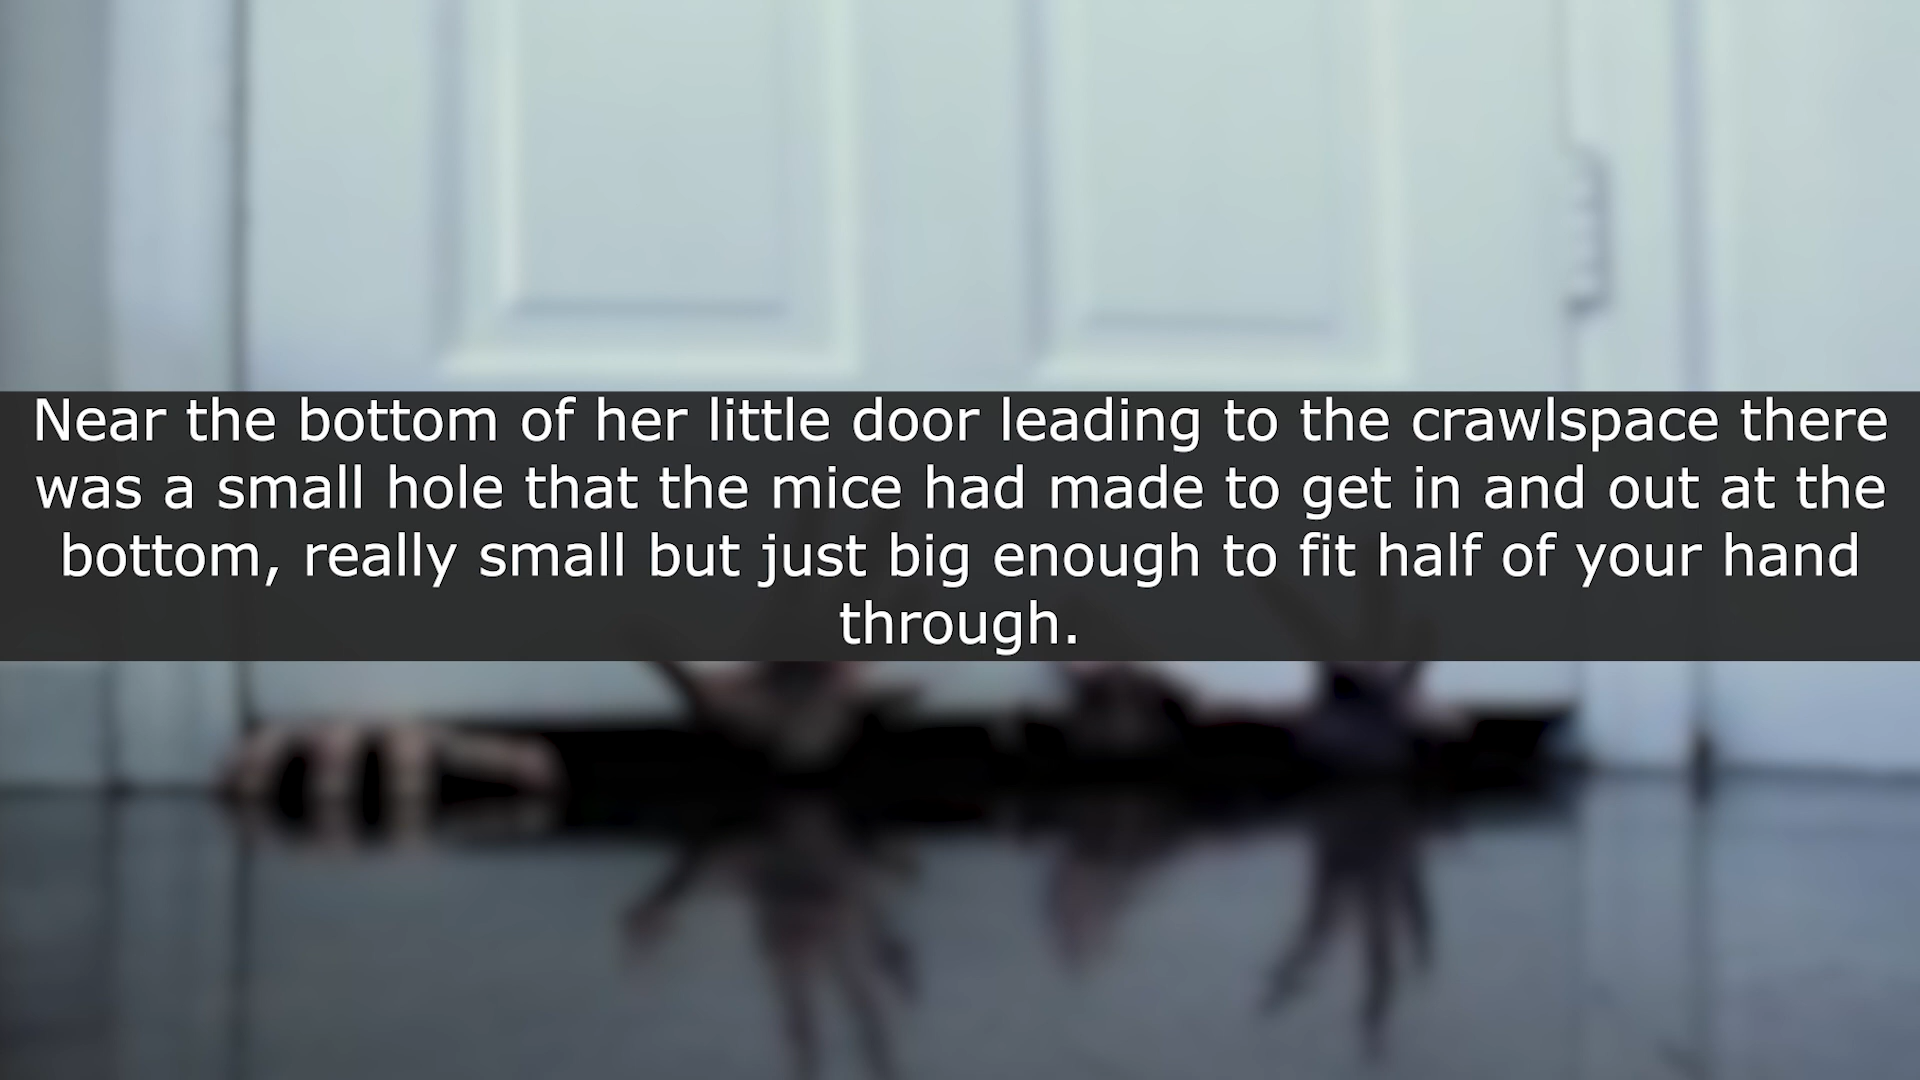 Near the bottom of her little door leading to the crawlspace there
was a small hole that the mice had made to get in and out at the
bottom, really small but just big enough to fit half of your hand
through.